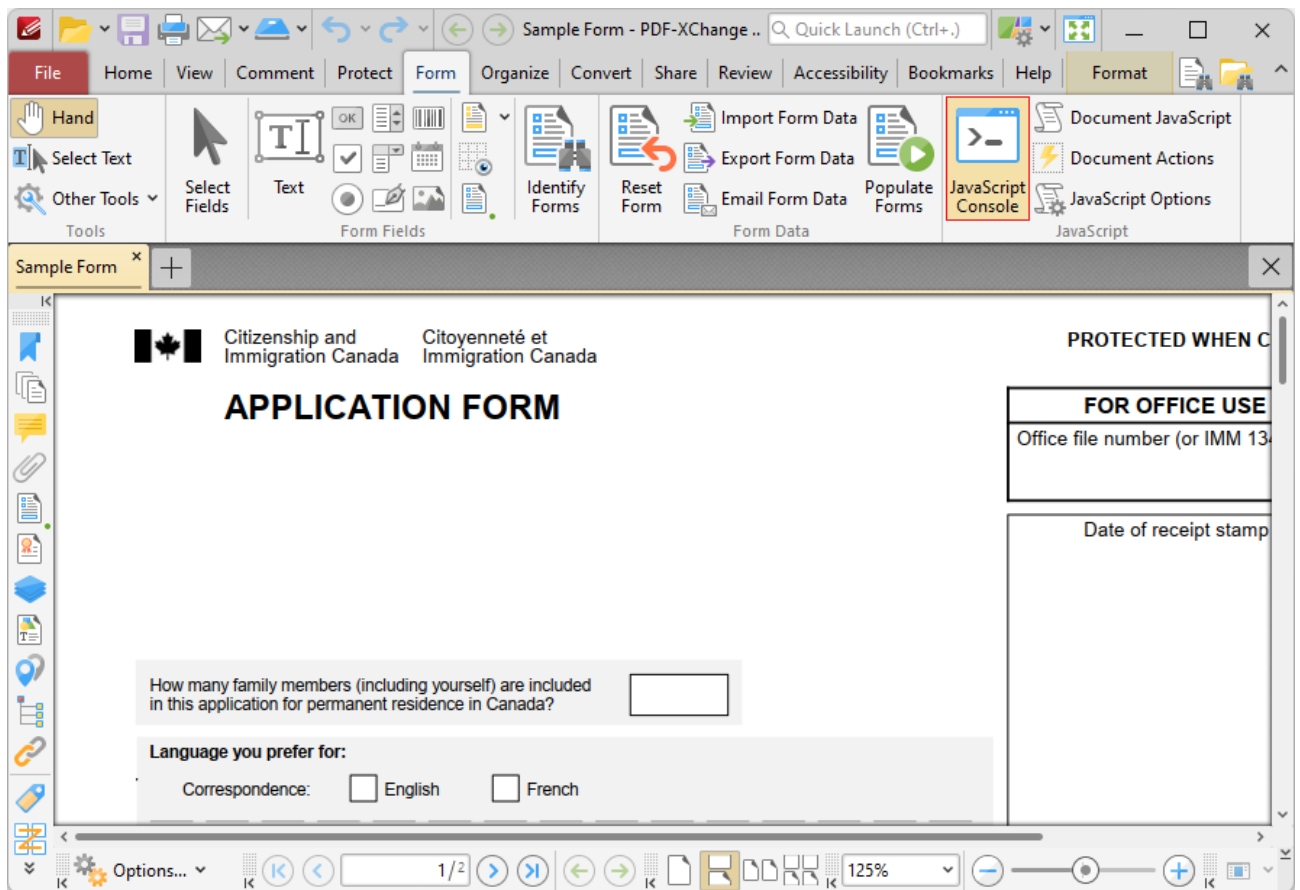 Sample Form - PDF-XChange ..
Quick Launch (Ctrl+.)
File Home View Comment Protect Form Organize Convert Share Review Accessibility Bookmarks Help Format
Hand
Select Text
Other Tools
Tools
Select Fields
Text
OK
Form Fields
Identify Forms
Reset Form
Import Form Data
Export Form Data
Email Form Data
Populate Forms
Form Data
JavaScript Console
Document JavaScript
Document Actions
JavaScript Options
JavaScript
Sample Form
Citizenship and
Immigration Canada
Citoyenneté et
Immigration Canada
PROTECTED WHEN C
APPLICATION FORM
FOR OFFICE USE
Office file number (or IMM 134
Date of receipt stamp
How many family members (including yourself) are included
in this application for permanent residence in Canada?
Language you prefer for:
Correspondence: English French
Options... 1/2 125%